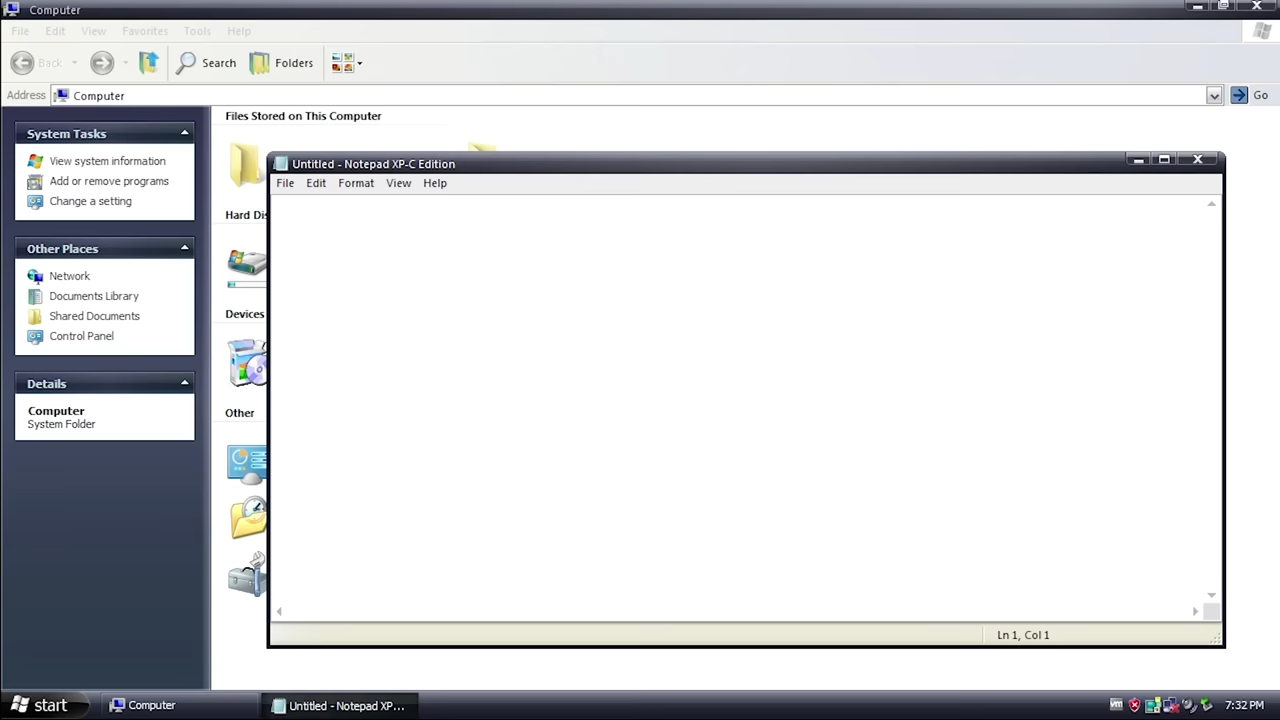 Computer
File Edit View Favorites Tools Help
Back Search Folders
Address Computer Go
System Tasks
View system information
Add or remove programs
Change a setting
Other Places
Network
Documents Library
Shared Documents
Control Panel
Details
Computer
System Folder
Files Stored on This Computer
Hard Dis
Devices
Other
Untitled - Notepad XP-C Edition
File Edit Format View Help
Ln 1, Col 1
start Computer Untitled - Notepad XP... vm 7:32 PM